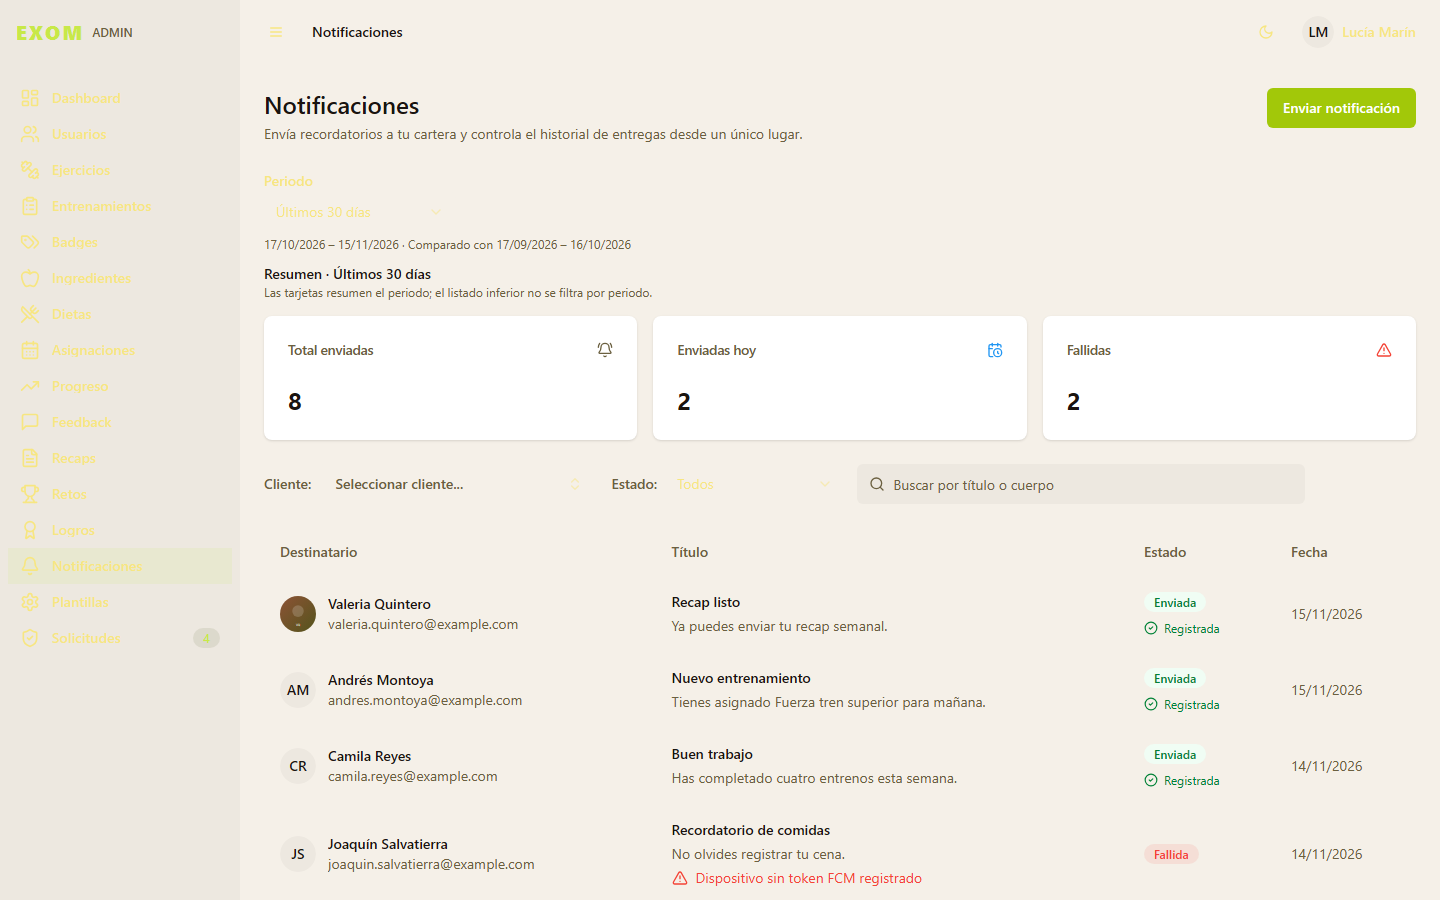 EXOM ADMIN
Dashboard
Usuarios
Ejercicios
Entrenamientos
Badges
Ingredientes
Dietas
Asignaciones
Progreso
Feedback
Recaps
Retos
Logros
Notificaciones
Plantillas
Solicitudes 4
Notificaciones
LM Lucía Marín
Notificaciones
Envía recordatorios a tu cartera y controla el historial de entregas desde un único lugar.
Enviar notificación
Periodo
Últimos 30 días
17/10/2026 – 15/11/2026 · Comparado con 17/09/2026 – 16/10/2026
Resumen · Últimos 30 días
Las tarjetas resumen el periodo; el listado inferior no se filtra por periodo.
Total enviadas
8
Enviadas hoy
2
Fallidas
2
Cliente: Seleccionar cliente... Estado: Todos Buscar por título o cuerpo
Destinatario Título Estado Fecha
Valeria Quintero
valeria.quintero@example.com
Recap listo
Ya puedes enviar tu recap semanal.
Enviada
Registrada
15/11/2026
AM
Andrés Montoya
andres.montoya@example.com
Nuevo entrenamiento
Tienes asignado Fuerza tren superior para mañana.
Enviada
Registrada
15/11/2026
CR
Camila Reyes
camila.reyes@example.com
Buen trabajo
Has completado cuatro entrenos esta semana.
Enviada
Registrada
14/11/2026
JS
Joaquín Salvatierra
joaquin.salvatierra@example.com
Recordatorio de comidas
No olvides registrar tu cena.
Dispositivo sin token FCM registrado
Fallida
14/11/2026